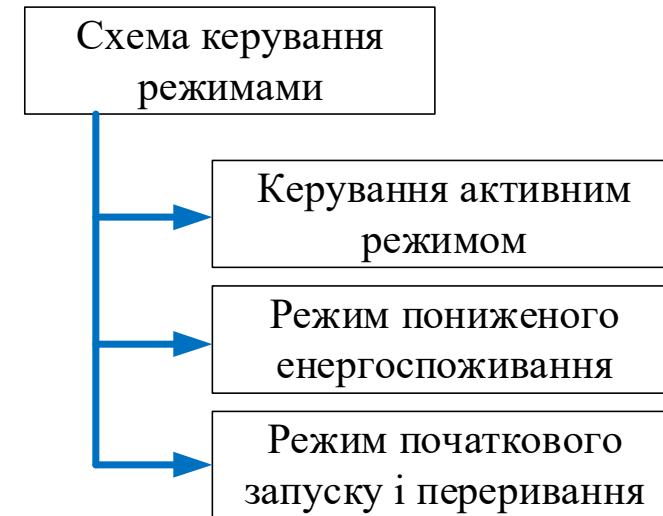 Схема керування
режимами
Керування активним
режимом
Режим пониженого
енергоспоживання
Режим початкового
запуску і переривання